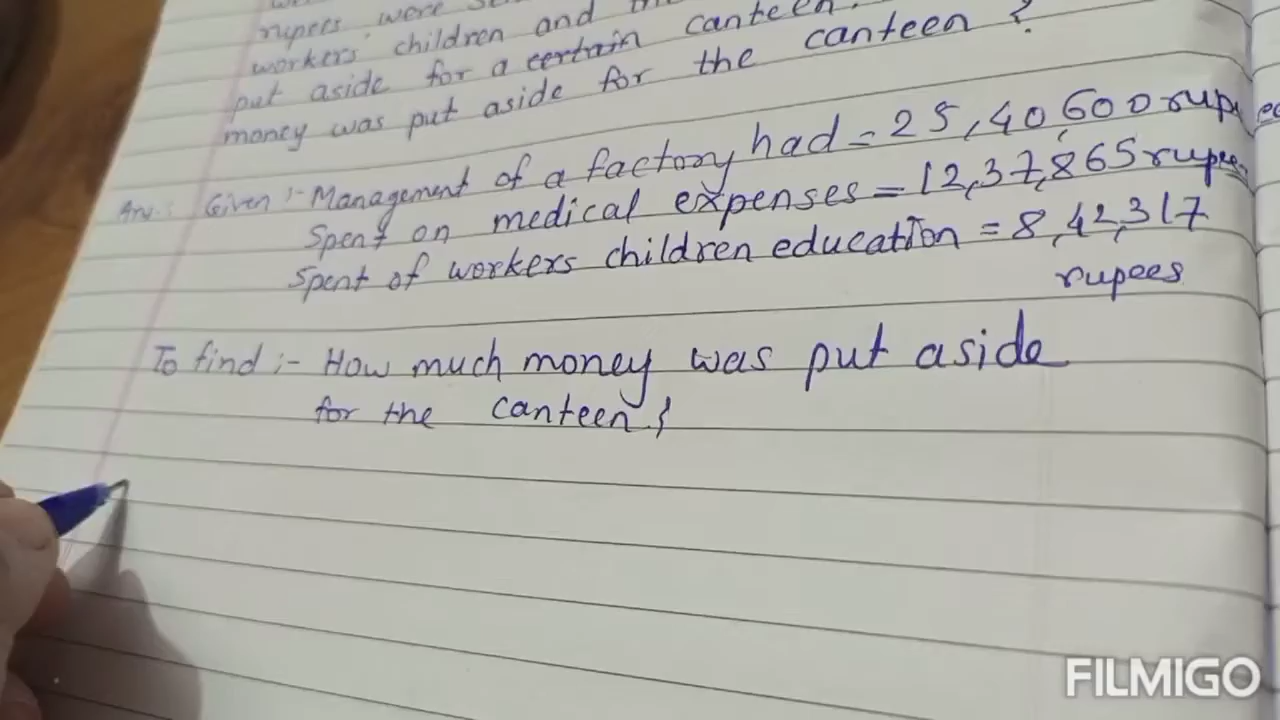 rupees were
workers' children and
put aside for a certain canteen.
money was put aside for the canteen?
Ans: Given :- Management of a factory had = 25,40,600 rupees
Spent on medical expenses = 12,37,865 rupees
Spent of workers children education = 8,42,317
rupees
To find :- How much money was put aside
for the canteen?
FILMIGO